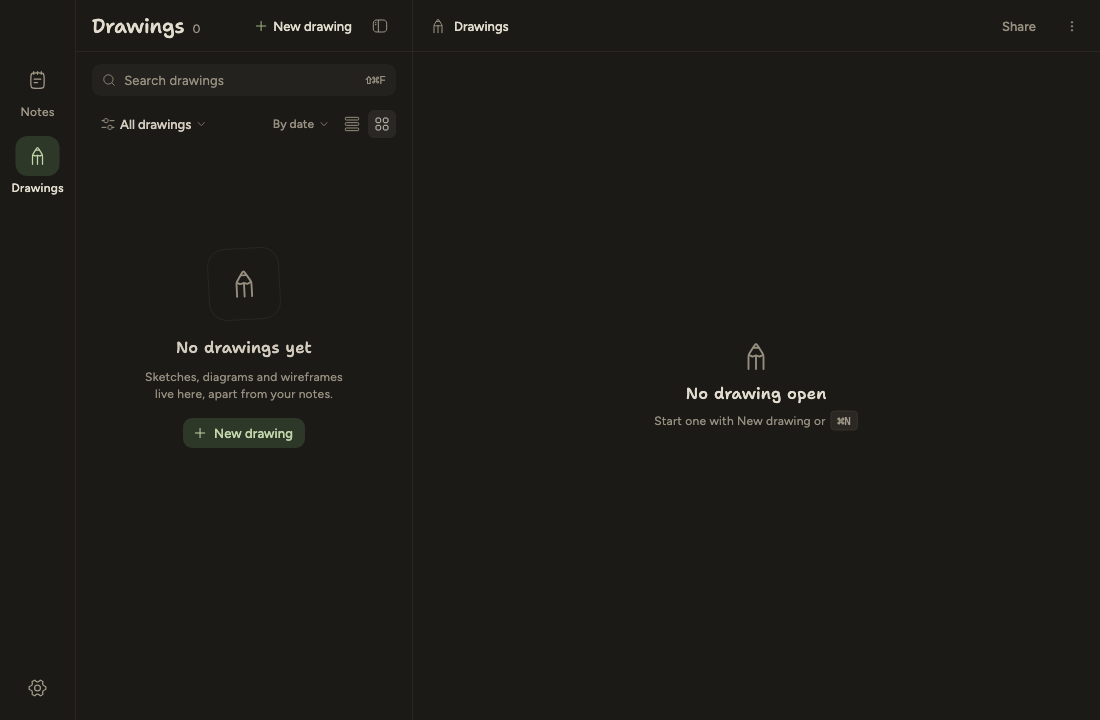 Drawings 0
New drawing
Drawings
Share
Search drawings ⇧⌘F
Notes
All drawings
By date
Drawings
No drawings yet
Sketches, diagrams and wireframes
live here, apart from your notes.
New drawing
No drawing open
Start one with New drawing or ⌘N